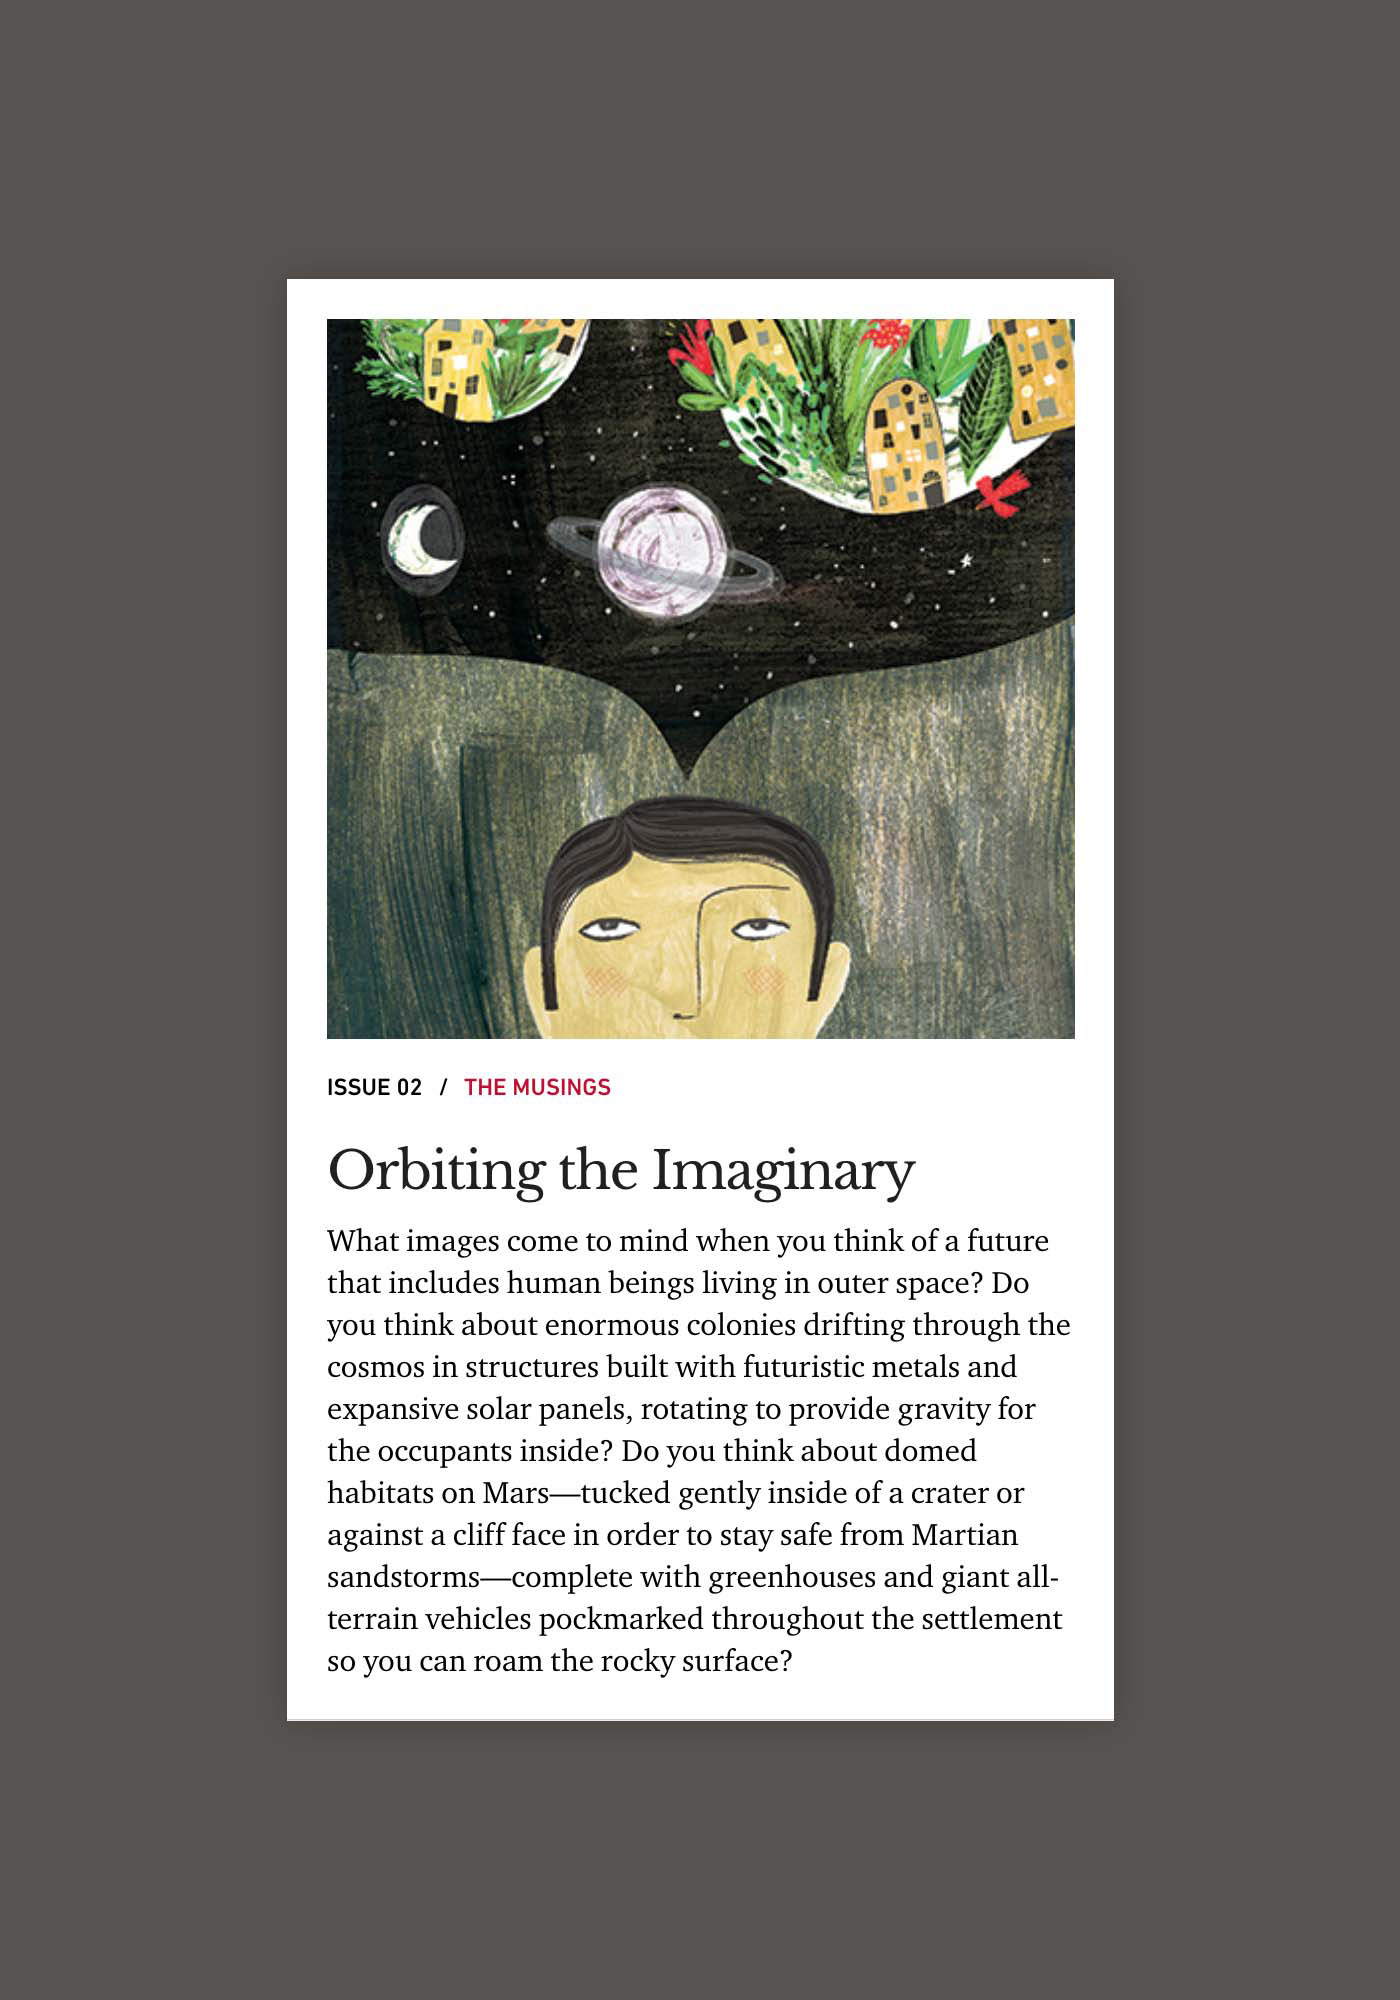 ISSUE 02 / THE MUSINGS
Orbiting the Imaginary
What images come to mind when you think of a future
that includes human beings living in outer space? Do
you think about enormous colonies drifting through the
cosmos in structures built with futuristic metals and
expansive solar panels, rotating to provide gravity for
the occupants inside? Do you think about domed
habitats on Mars—tucked gently inside of a crater or
against a cliff face in order to stay safe from Martian
sandstorms—complete with greenhouses and giant all-
terrain vehicles pockmarked throughout the settlement
so you can roam the rocky surface?